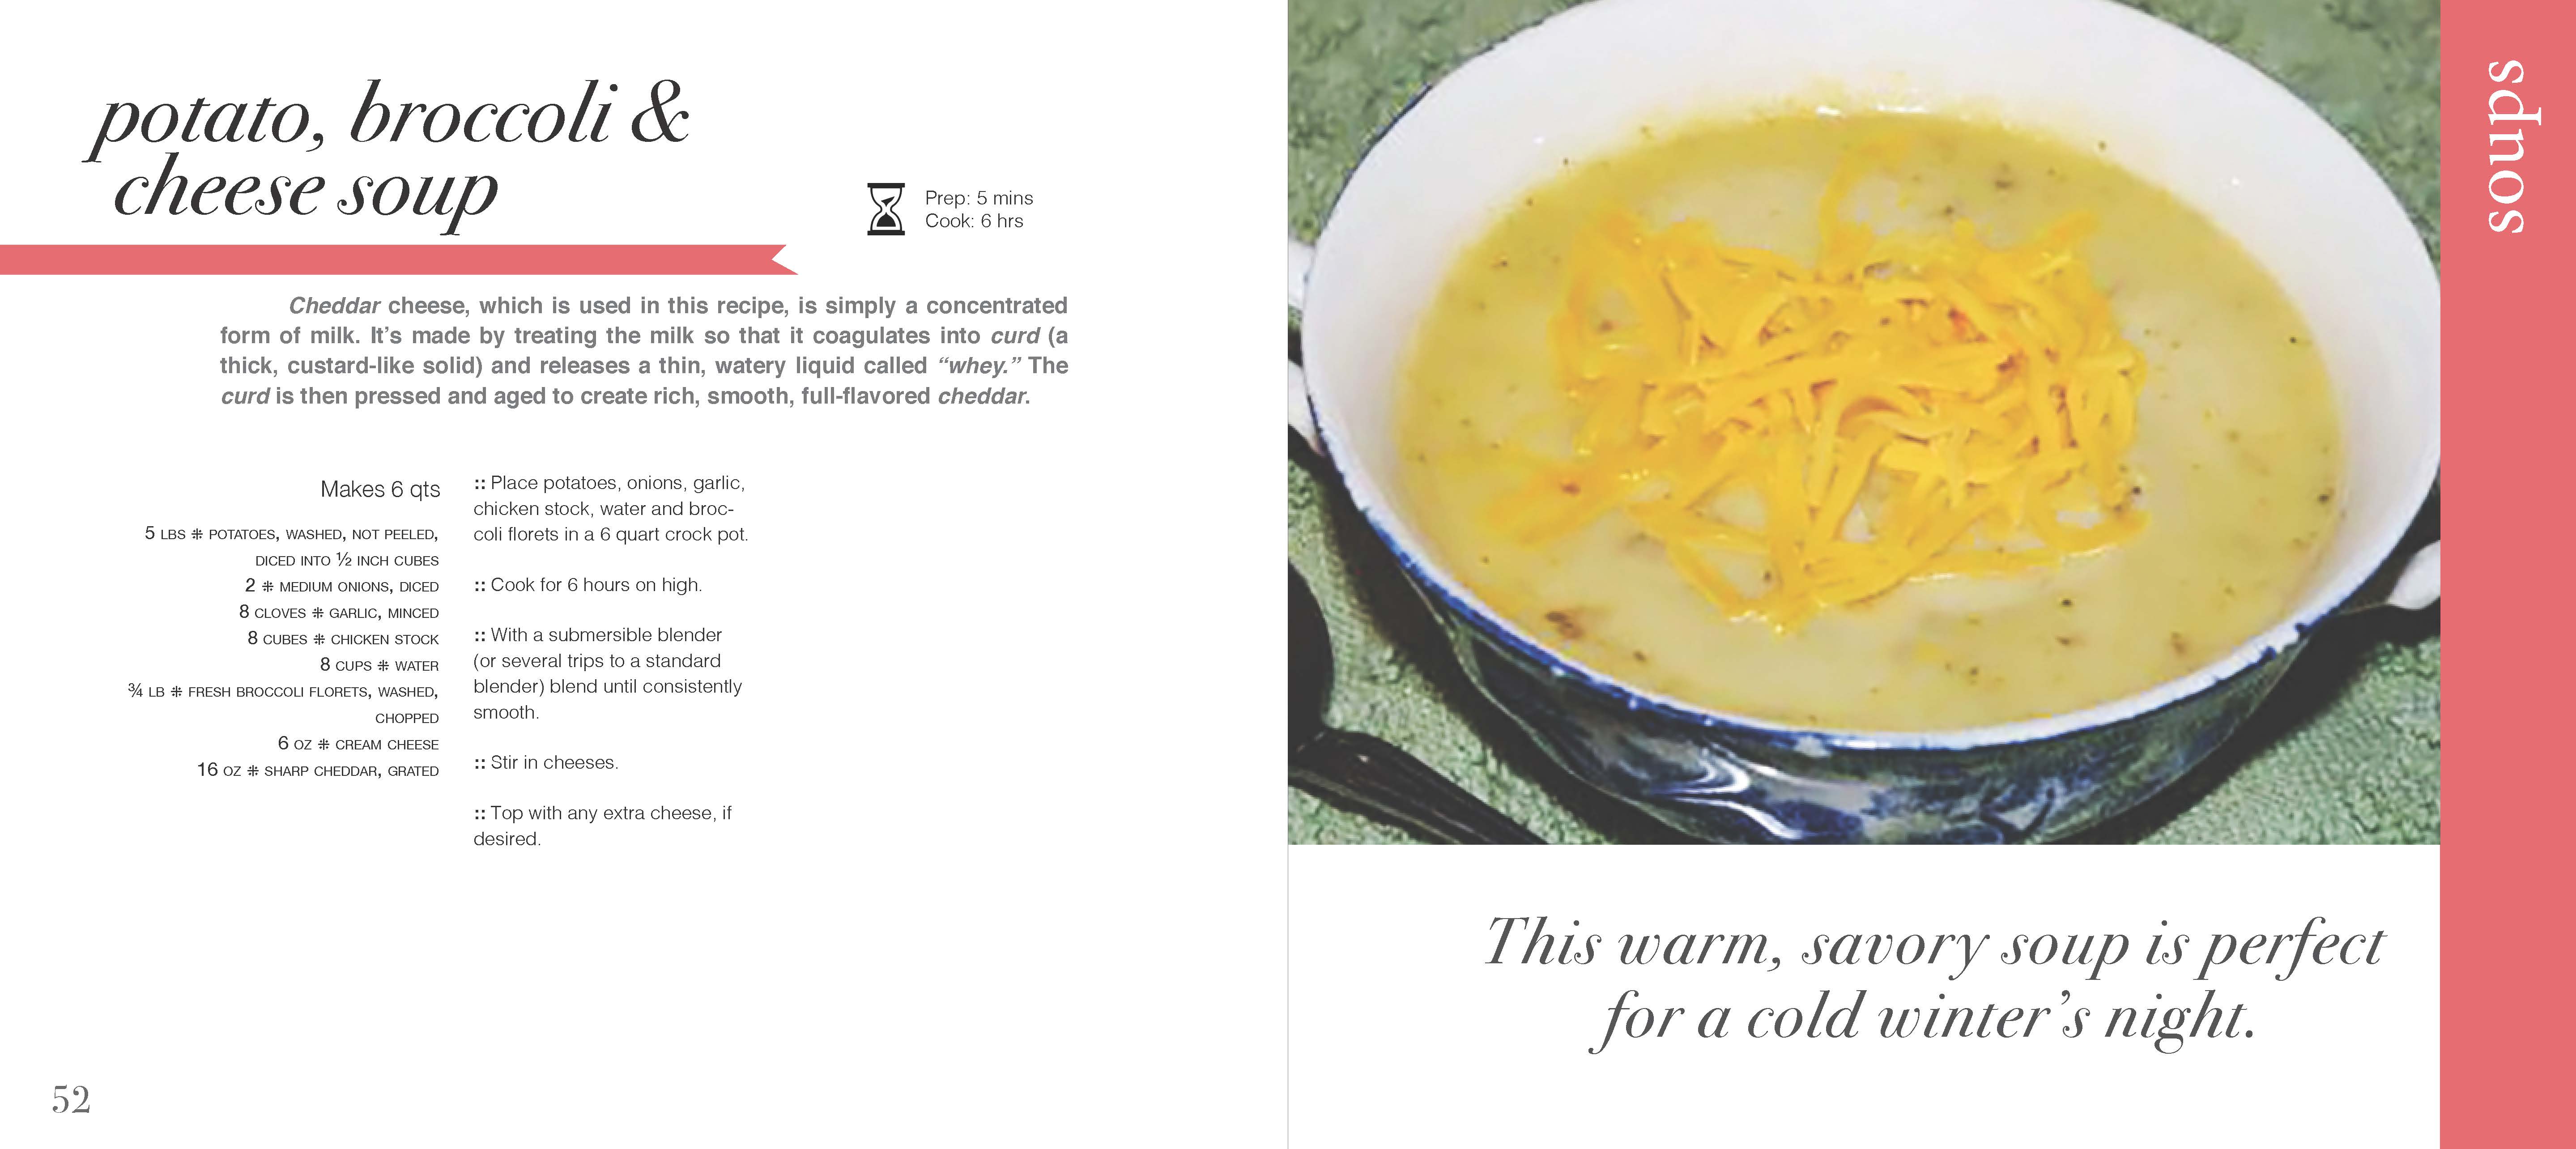 potato, broccoli &
cheese soup
Prep: 5 mins
Cook: 6 hrs
Cheddar cheese, which is used in this recipe, is simply a concentrated
form of milk. It’s made by treating the milk so that it coagulates into curd (a
thick, custard-like solid) and releases a thin, watery liquid called “whey.” The
curd is then pressed and aged to create rich, smooth, full-flavored cheddar.
Makes 6 qts
5 LBS ⁜ POTATOES, WASHED, NOT PEELED,
DICED INTO ½ INCH CUBES
2 ⁜ MEDIUM ONIONS, DICED
8 CLOVES ⁜ GARLIC, MINCED
8 CUBES ⁜ CHICKEN STOCK
8 CUPS ⁜ WATER
¾ LB ⁜ FRESH BROCCOLI FLORETS, WASHED,
CHOPPED
6 OZ ⁜ CREAM CHEESE
16 OZ ⁜ SHARP CHEDDAR, GRATED
:: Place potatoes, onions, garlic,
chicken stock, water and broc-
coli florets in a 6 quart crock pot.
:: Cook for 6 hours on high.
:: With a submersible blender
(or several trips to a standard
blender) blend until consistently
smooth.
:: Stir in cheeses.
:: Top with any extra cheese, if
desired.
52
soups
This warm, savory soup is perfect
for a cold winter’s night.